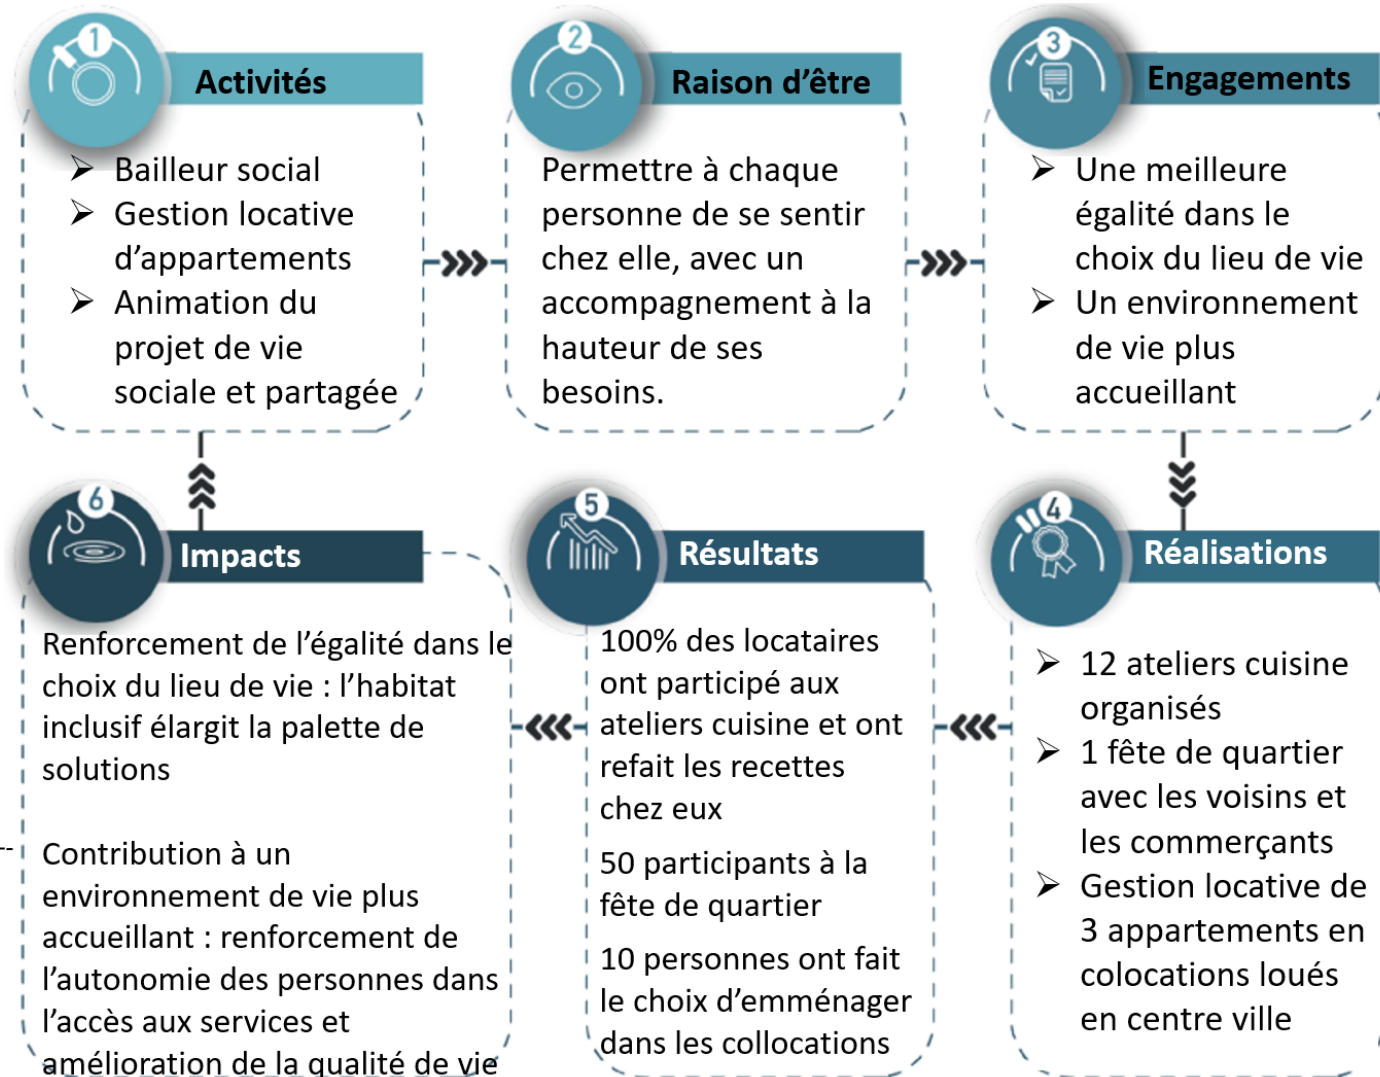 1
Activités
➢ Bailleur social
➢ Gestion locative
d’appartements
➢ Animation du
projet de vie
sociale et partagée
2
Raison d’être
Permettre à chaque
personne de se sentir
chez elle, avec un
accompagnement à la
hauteur de ses
besoins.
3
Engagements
➢ Une meilleure
égalité dans le
choix du lieu de vie
➢ Un environnement
de vie plus
accueillant
4
Réalisations
➢ 12 ateliers cuisine
organisés
➢ 1 fête de quartier
avec les voisins et
les commerçants
➢ Gestion locative de
3 appartements en
colocations loués
en centre ville
5
Résultats
100% des locataires
ont participé aux
ateliers cuisine et ont
refait les recettes
chez eux
50 participants à la
fête de quartier
10 personnes ont fait
le choix d’emménager
dans les collocations
6
Impacts
Renforcement de l’égalité dans le
choix du lieu de vie : l’habitat
inclusif élargit la palette de
solutions
Contribution à un
environnement de vie plus
accueillant : renforcement de
l’autonomie des personnes dans
l’accès aux services et
amélioration de la qualité de vie